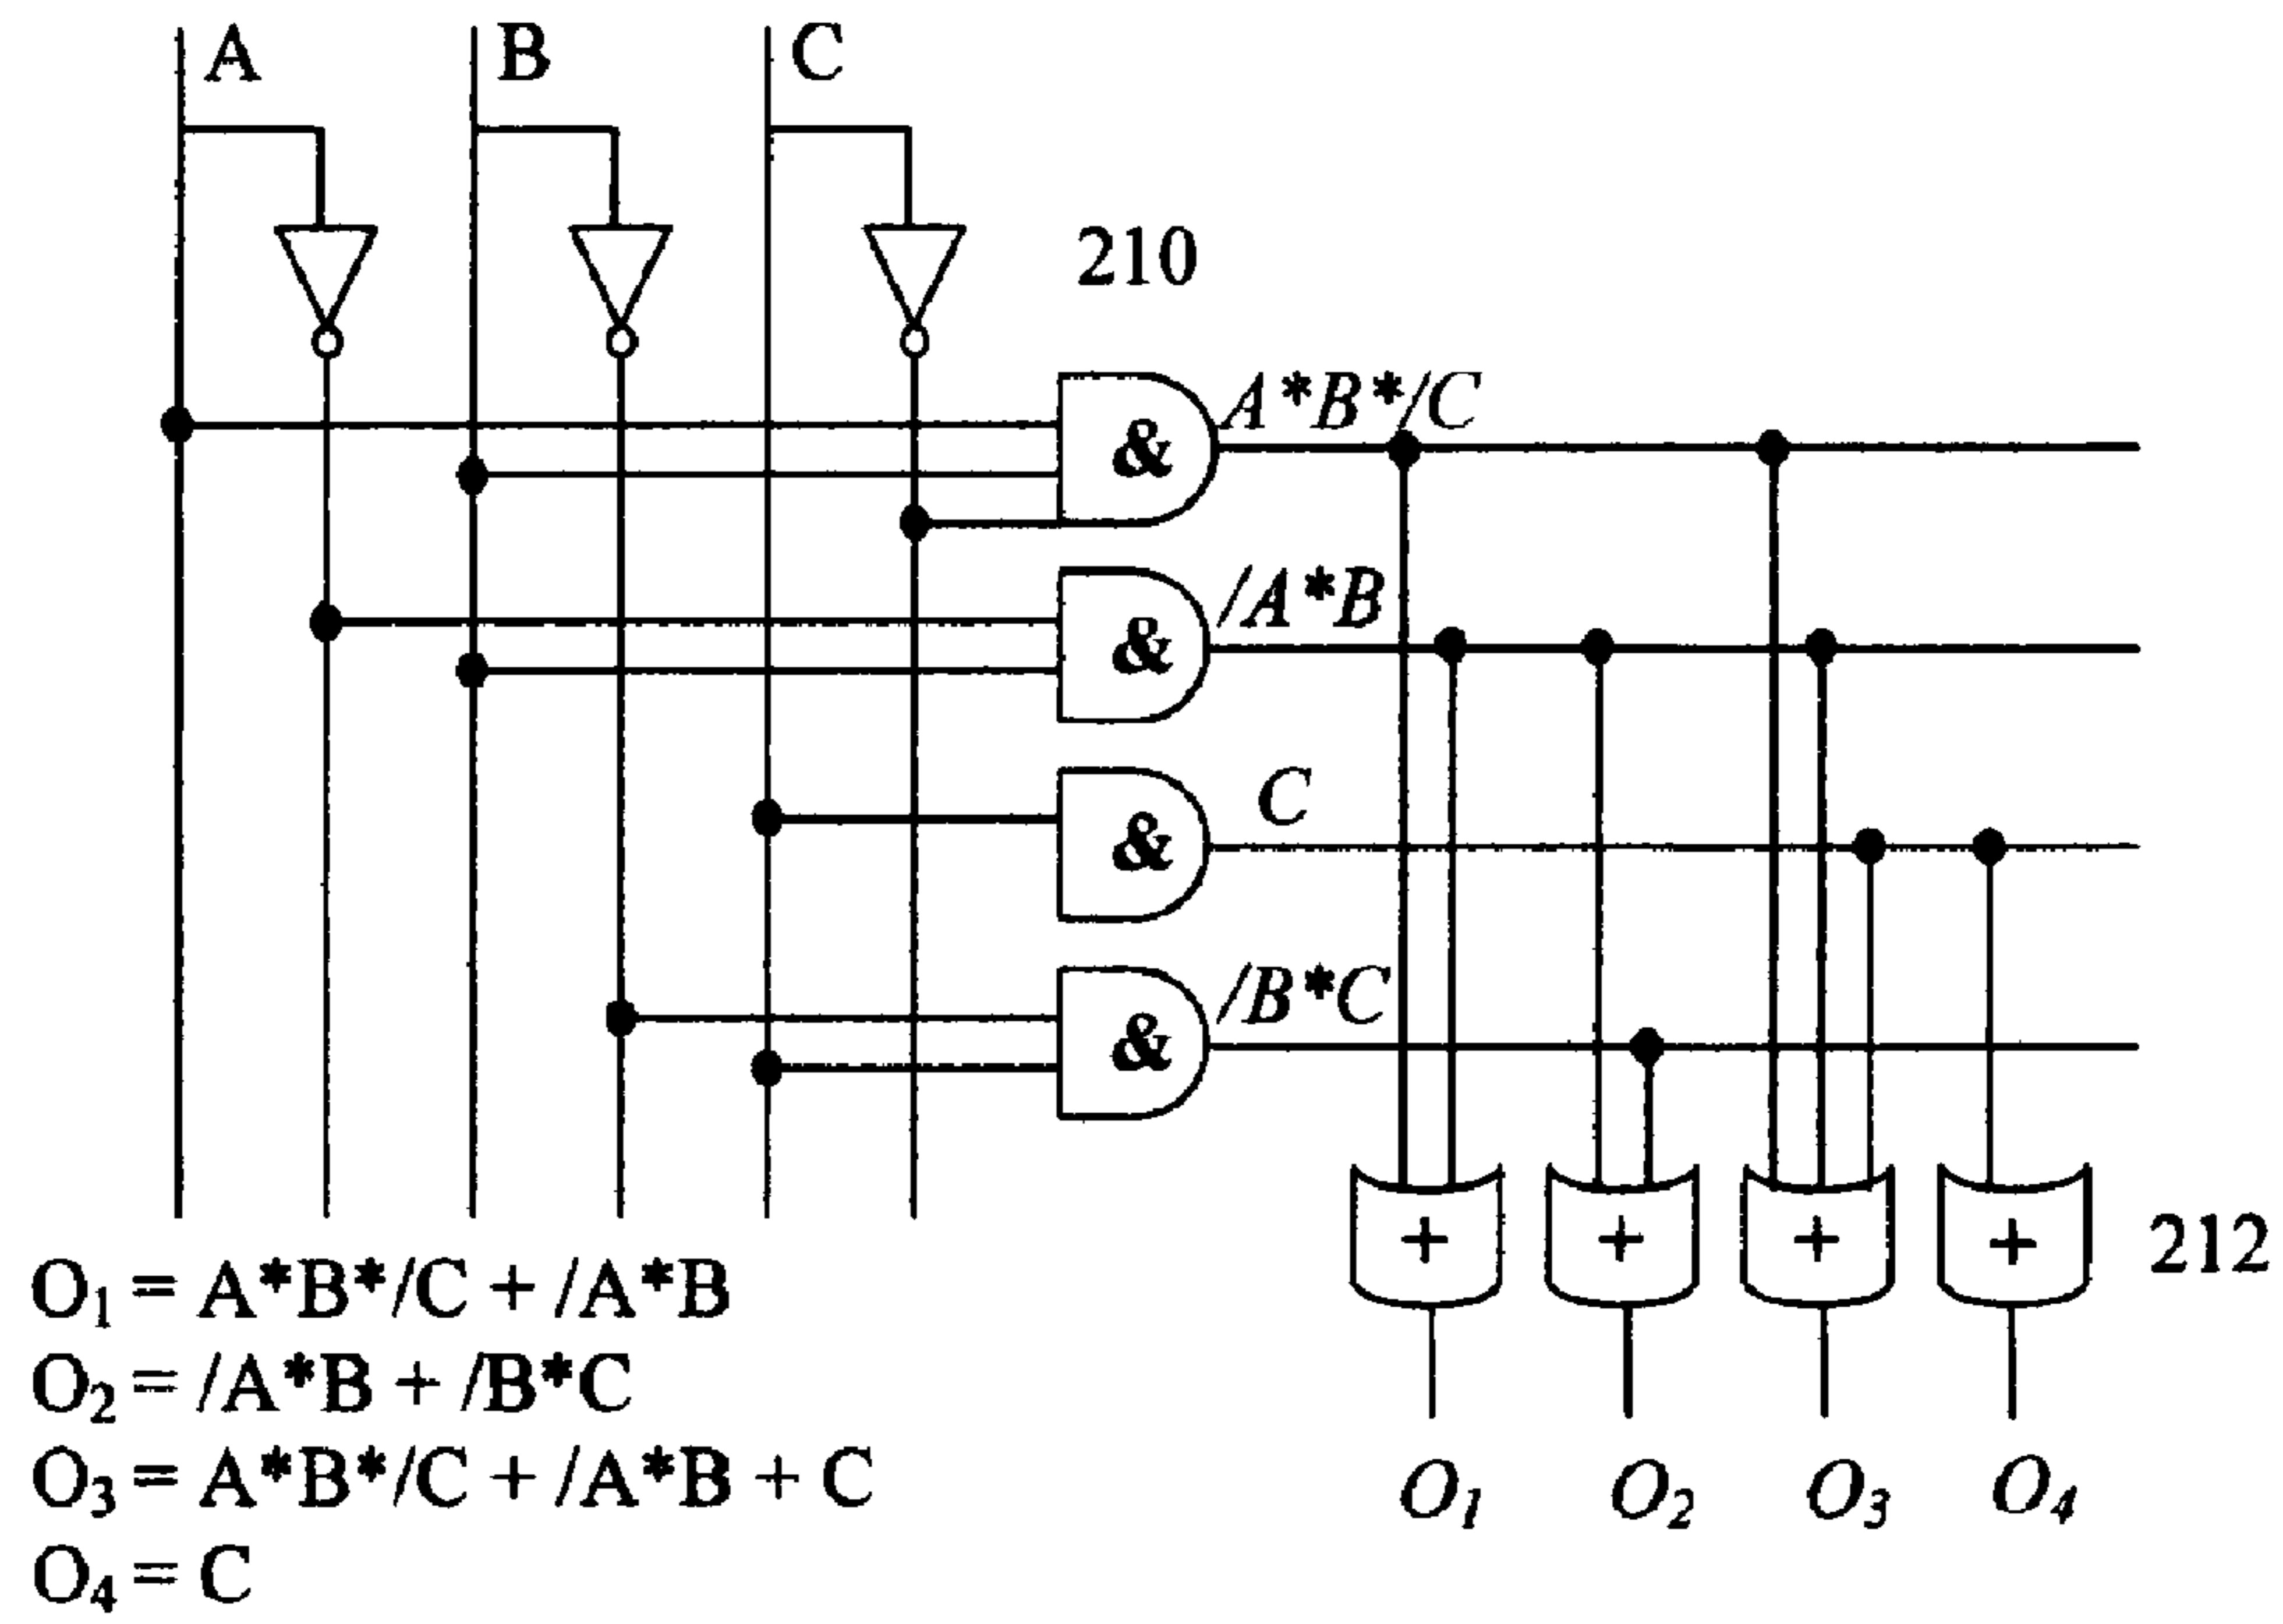 A B C
210
A*B*/C
&
/A*B
&
C
&
/B*C
&
+ + + + 212
O₁ = A*B*/C + /A*B
O₂ = /A*B + /B*C
O₃ = A*B*/C + /A*B + C
O₄ = C
O₁ O₂ O₃ O₄